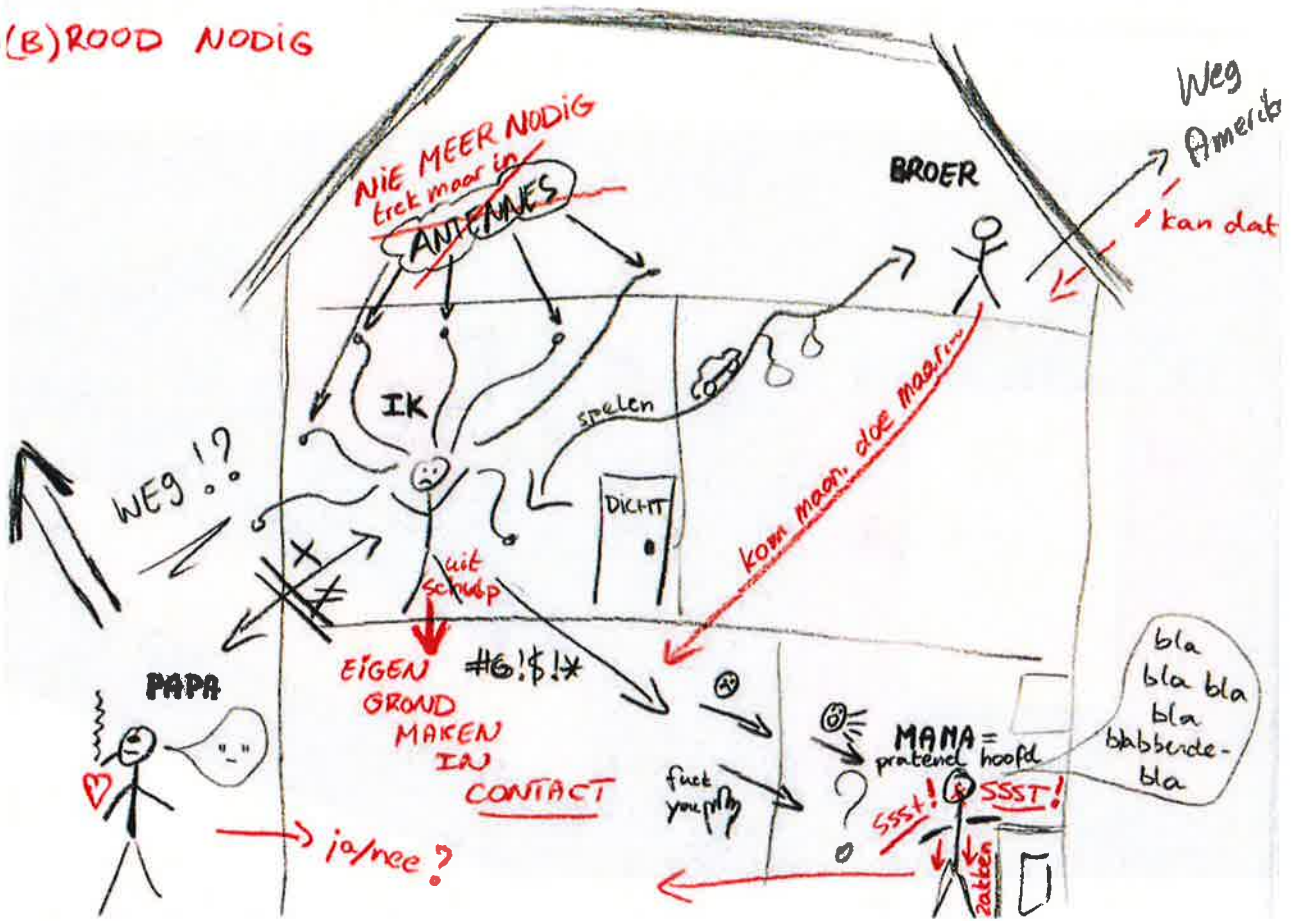 (B)ROOD NODIG
Weg
NIE MEER NODIG
trek maar in
ANTENNES
BROER
kan dat
IK
spelen
WEG!?
DICHT
kom maar, doe maar...
uit
schulp
PAPA
"-"
EIGEN
GROND
MAKEN
IN
CONTACT
#G!$!*
bla
bla bla
bla
blabberde-
bla
MAMA =
pratend hoofd
fuck
you
?
ssst! SSST!
zakken
ja/nee?